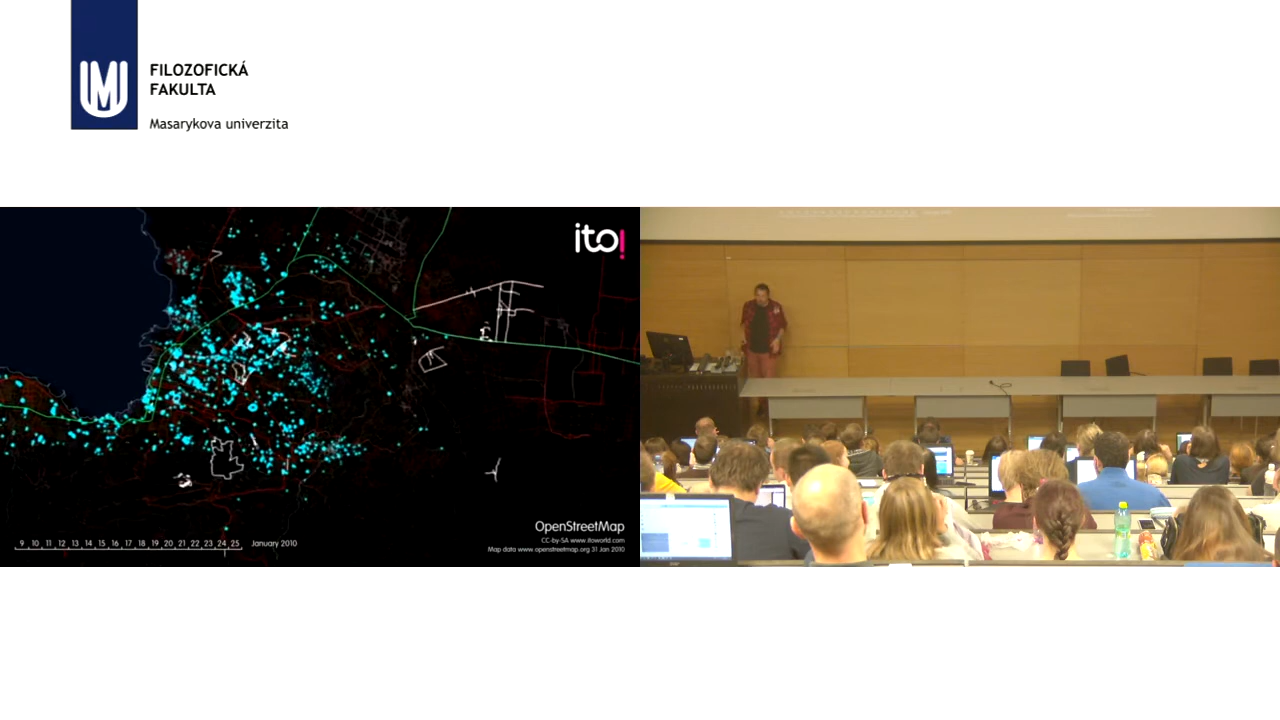 FILOZOFICKÁ
FAKULTA
Masarykova univerzita
ito!
OpenStreetMap
CC-by-SA www.itoworld.com
Map data www.openstreetmap.org 31 Jan 2010
9 10 11 12 13 14 15 16 17 18 19 20 21 22 23 24 25 January 2010